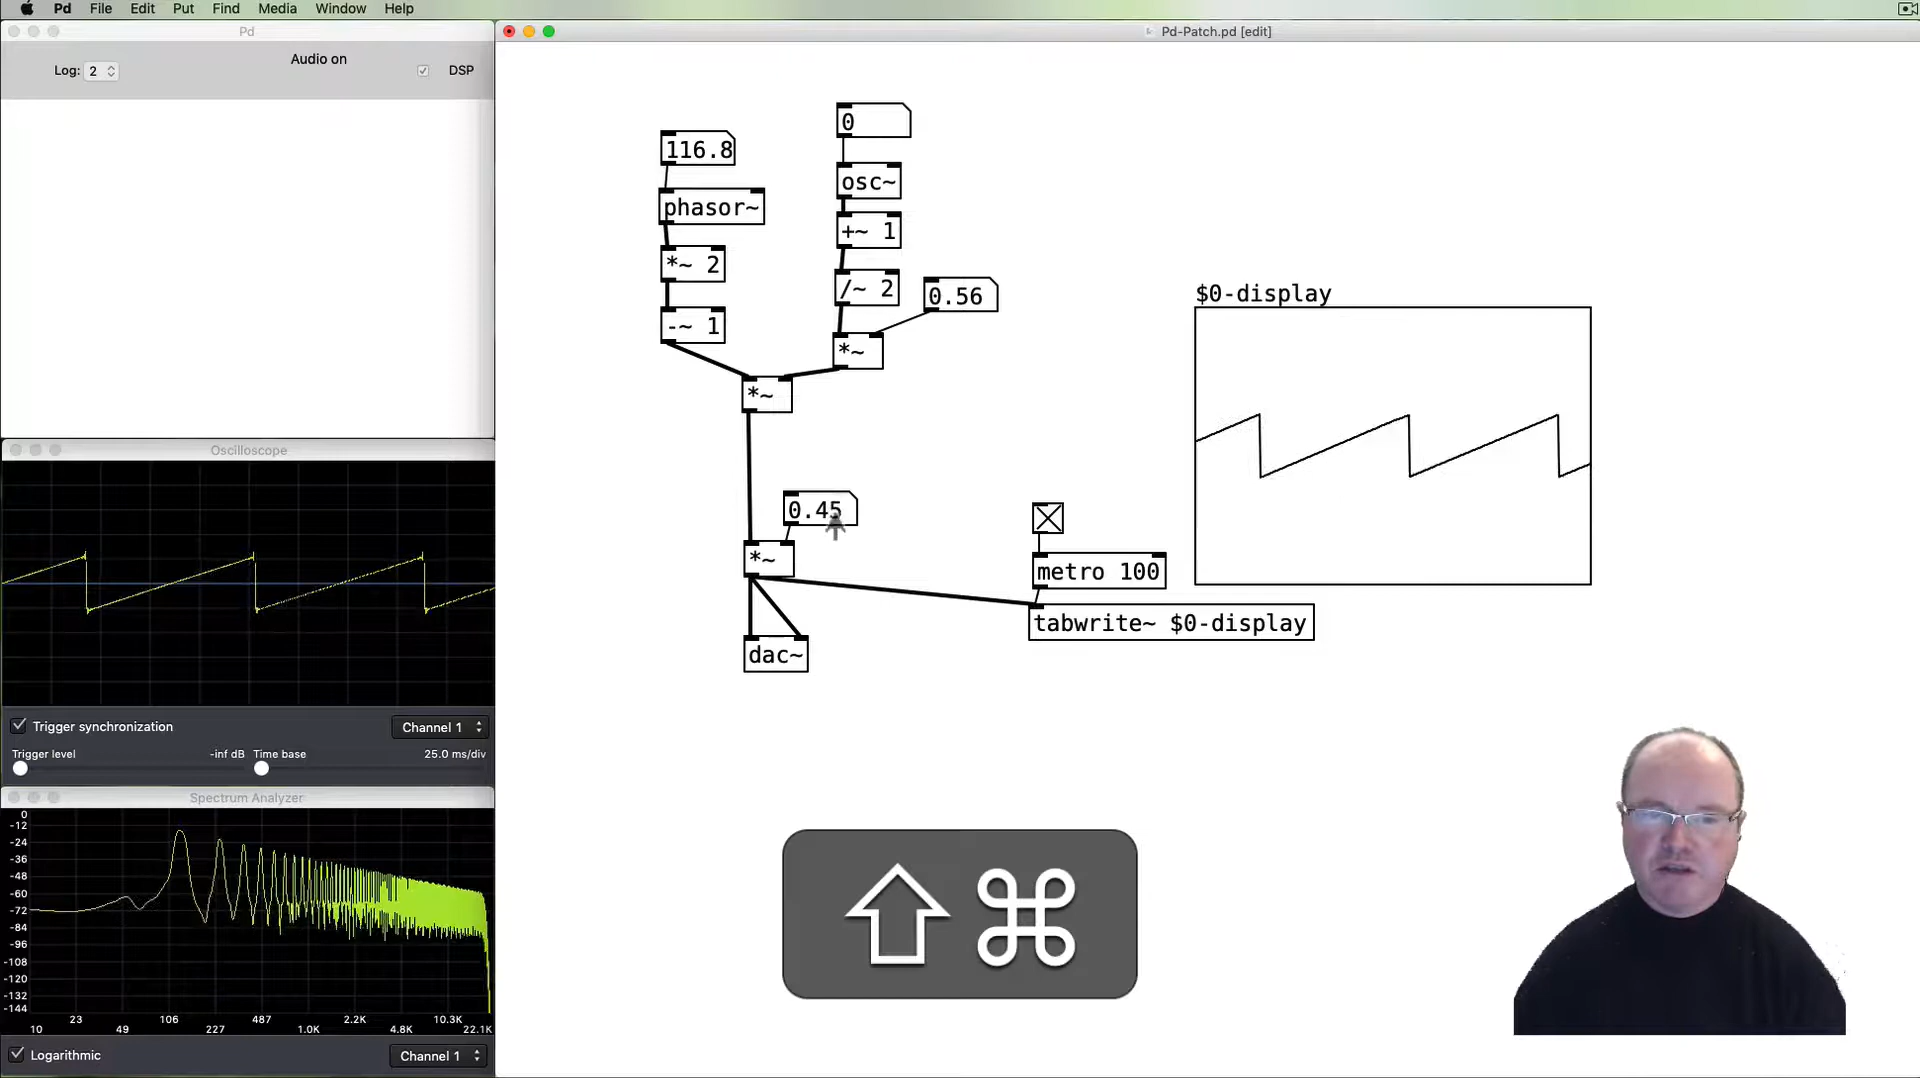 Pd File Edit Put Find Media Window Help
Pd
Audio on
Log: 2
DSP
Pd-Patch.pd [edit]
0
116.8
osc~
phasor~
+~ 1
*~ 2
/~ 2
0.56
-~ 1
*~
*~
$0-display
0.45
*~
metro 100
tabwrite~ $0-display
dac~
Oscilloscope
Trigger synchronization
Channel 1
Trigger level
-inf dB
Time base
25.0 ms/div
Spectrum Analyzer
0
-12
-24
-36
-48
-60
-72
-84
-96
-108
-120
-132
-144
23 106 487 2.2K 10.3K
10 49 227 1.0K 4.8K 22.1K
Logarithmic
Channel 1